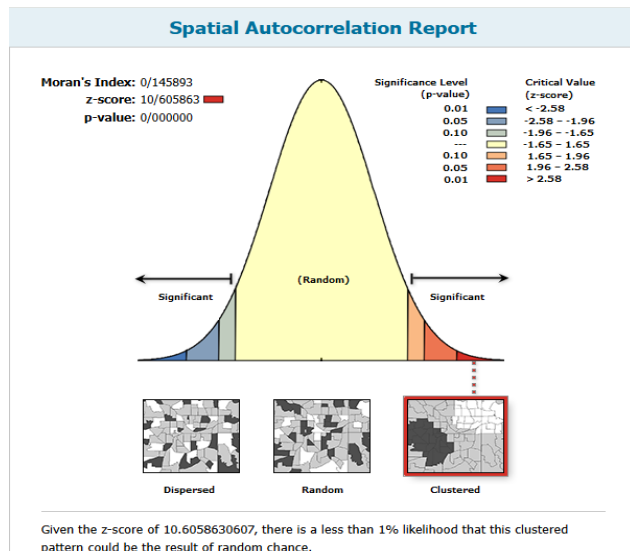 Spatial Autocorrelation Report
Moran's Index: 0/145893
z-score: 10/605863
p-value: 0/000000
Significance Level
(p-value)
Critical Value
(z-score)
0.01 < -2.58
0.05 -2.58 – -1.96
0.10 -1.96 – -1.65
--- -1.65 – 1.65
0.10 1.65 – 1.96
0.05 1.96 – 2.58
0.01 > 2.58
(Random)
Significant
Significant
Dispersed
Random
Clustered
Given the z-score of 10.6058630607, there is a less than 1% likelihood that this clustered
pattern could be the result of random chance.